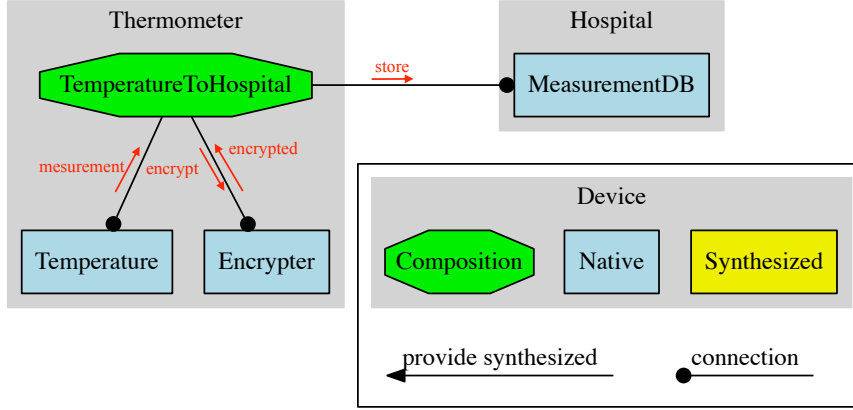 Thermometer
Hospital
TemperatureToHospital
store
MeasurementDB
mesurement
encrypt
encrypted
Temperature
Encrypter
Device
Composition
Native
Synthesized
provide synthesized
connection